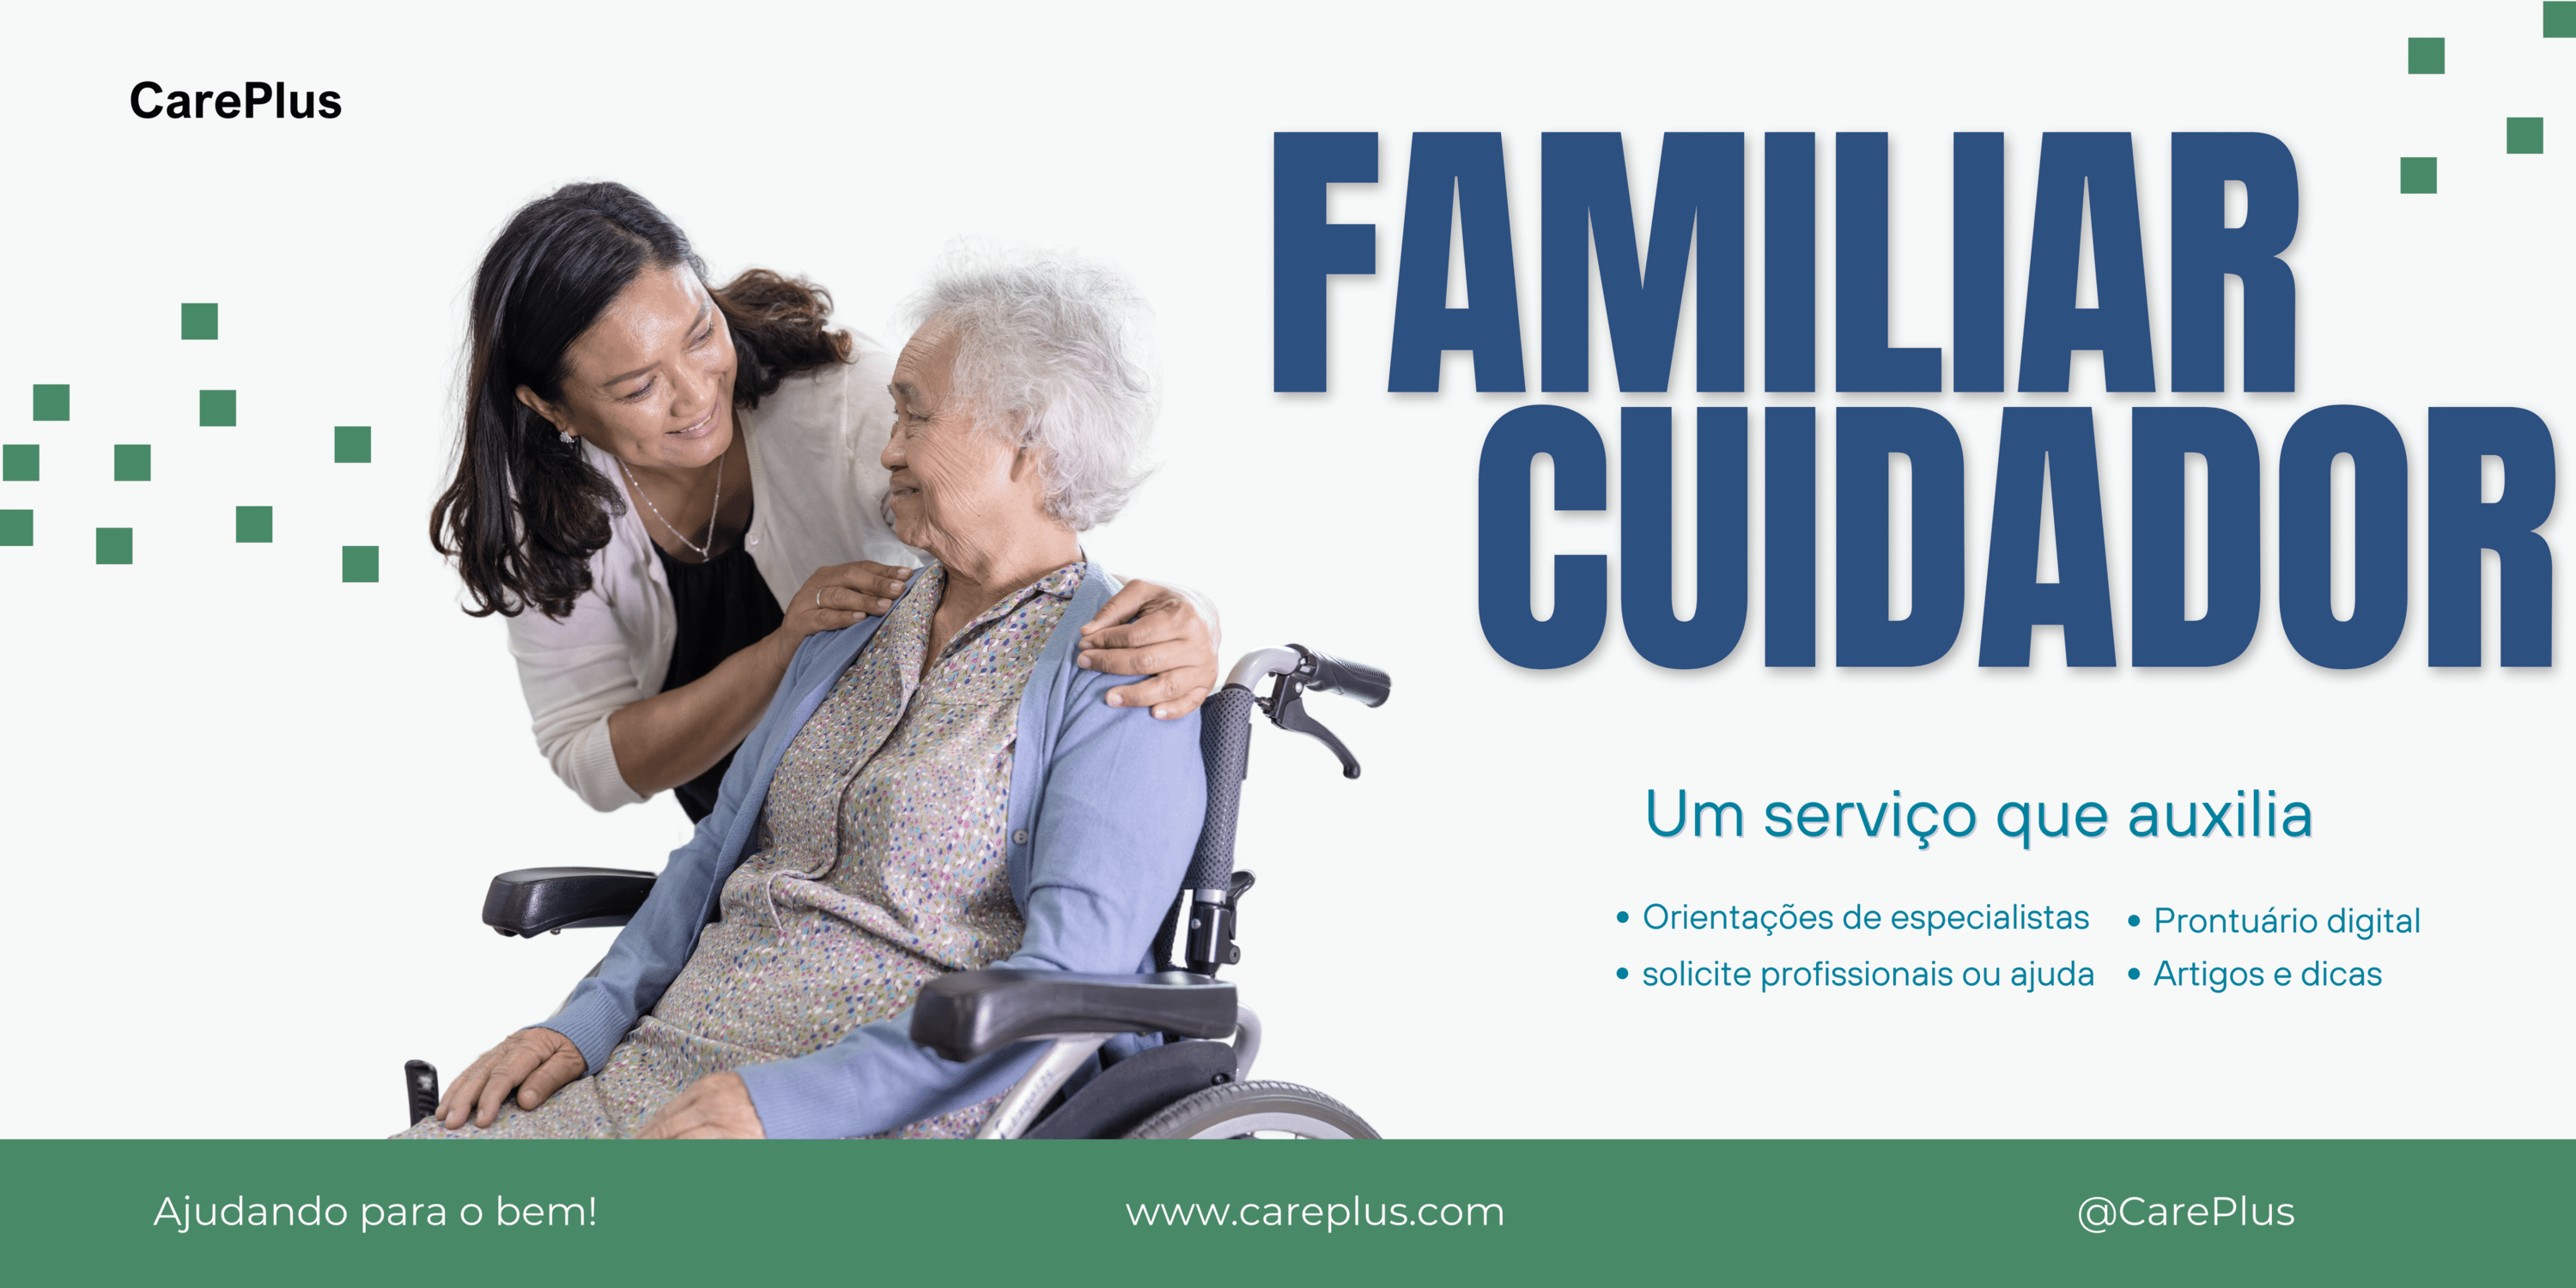 CarePlus
FAMILIAR
CUIDADOR
Um serviço que auxilia
• Orientações de especialistas
• solicite profissionais ou ajuda
• Prontuário digital
• Artigos e dicas
Ajudando para o bem!
www.careplus.com
@CarePlus